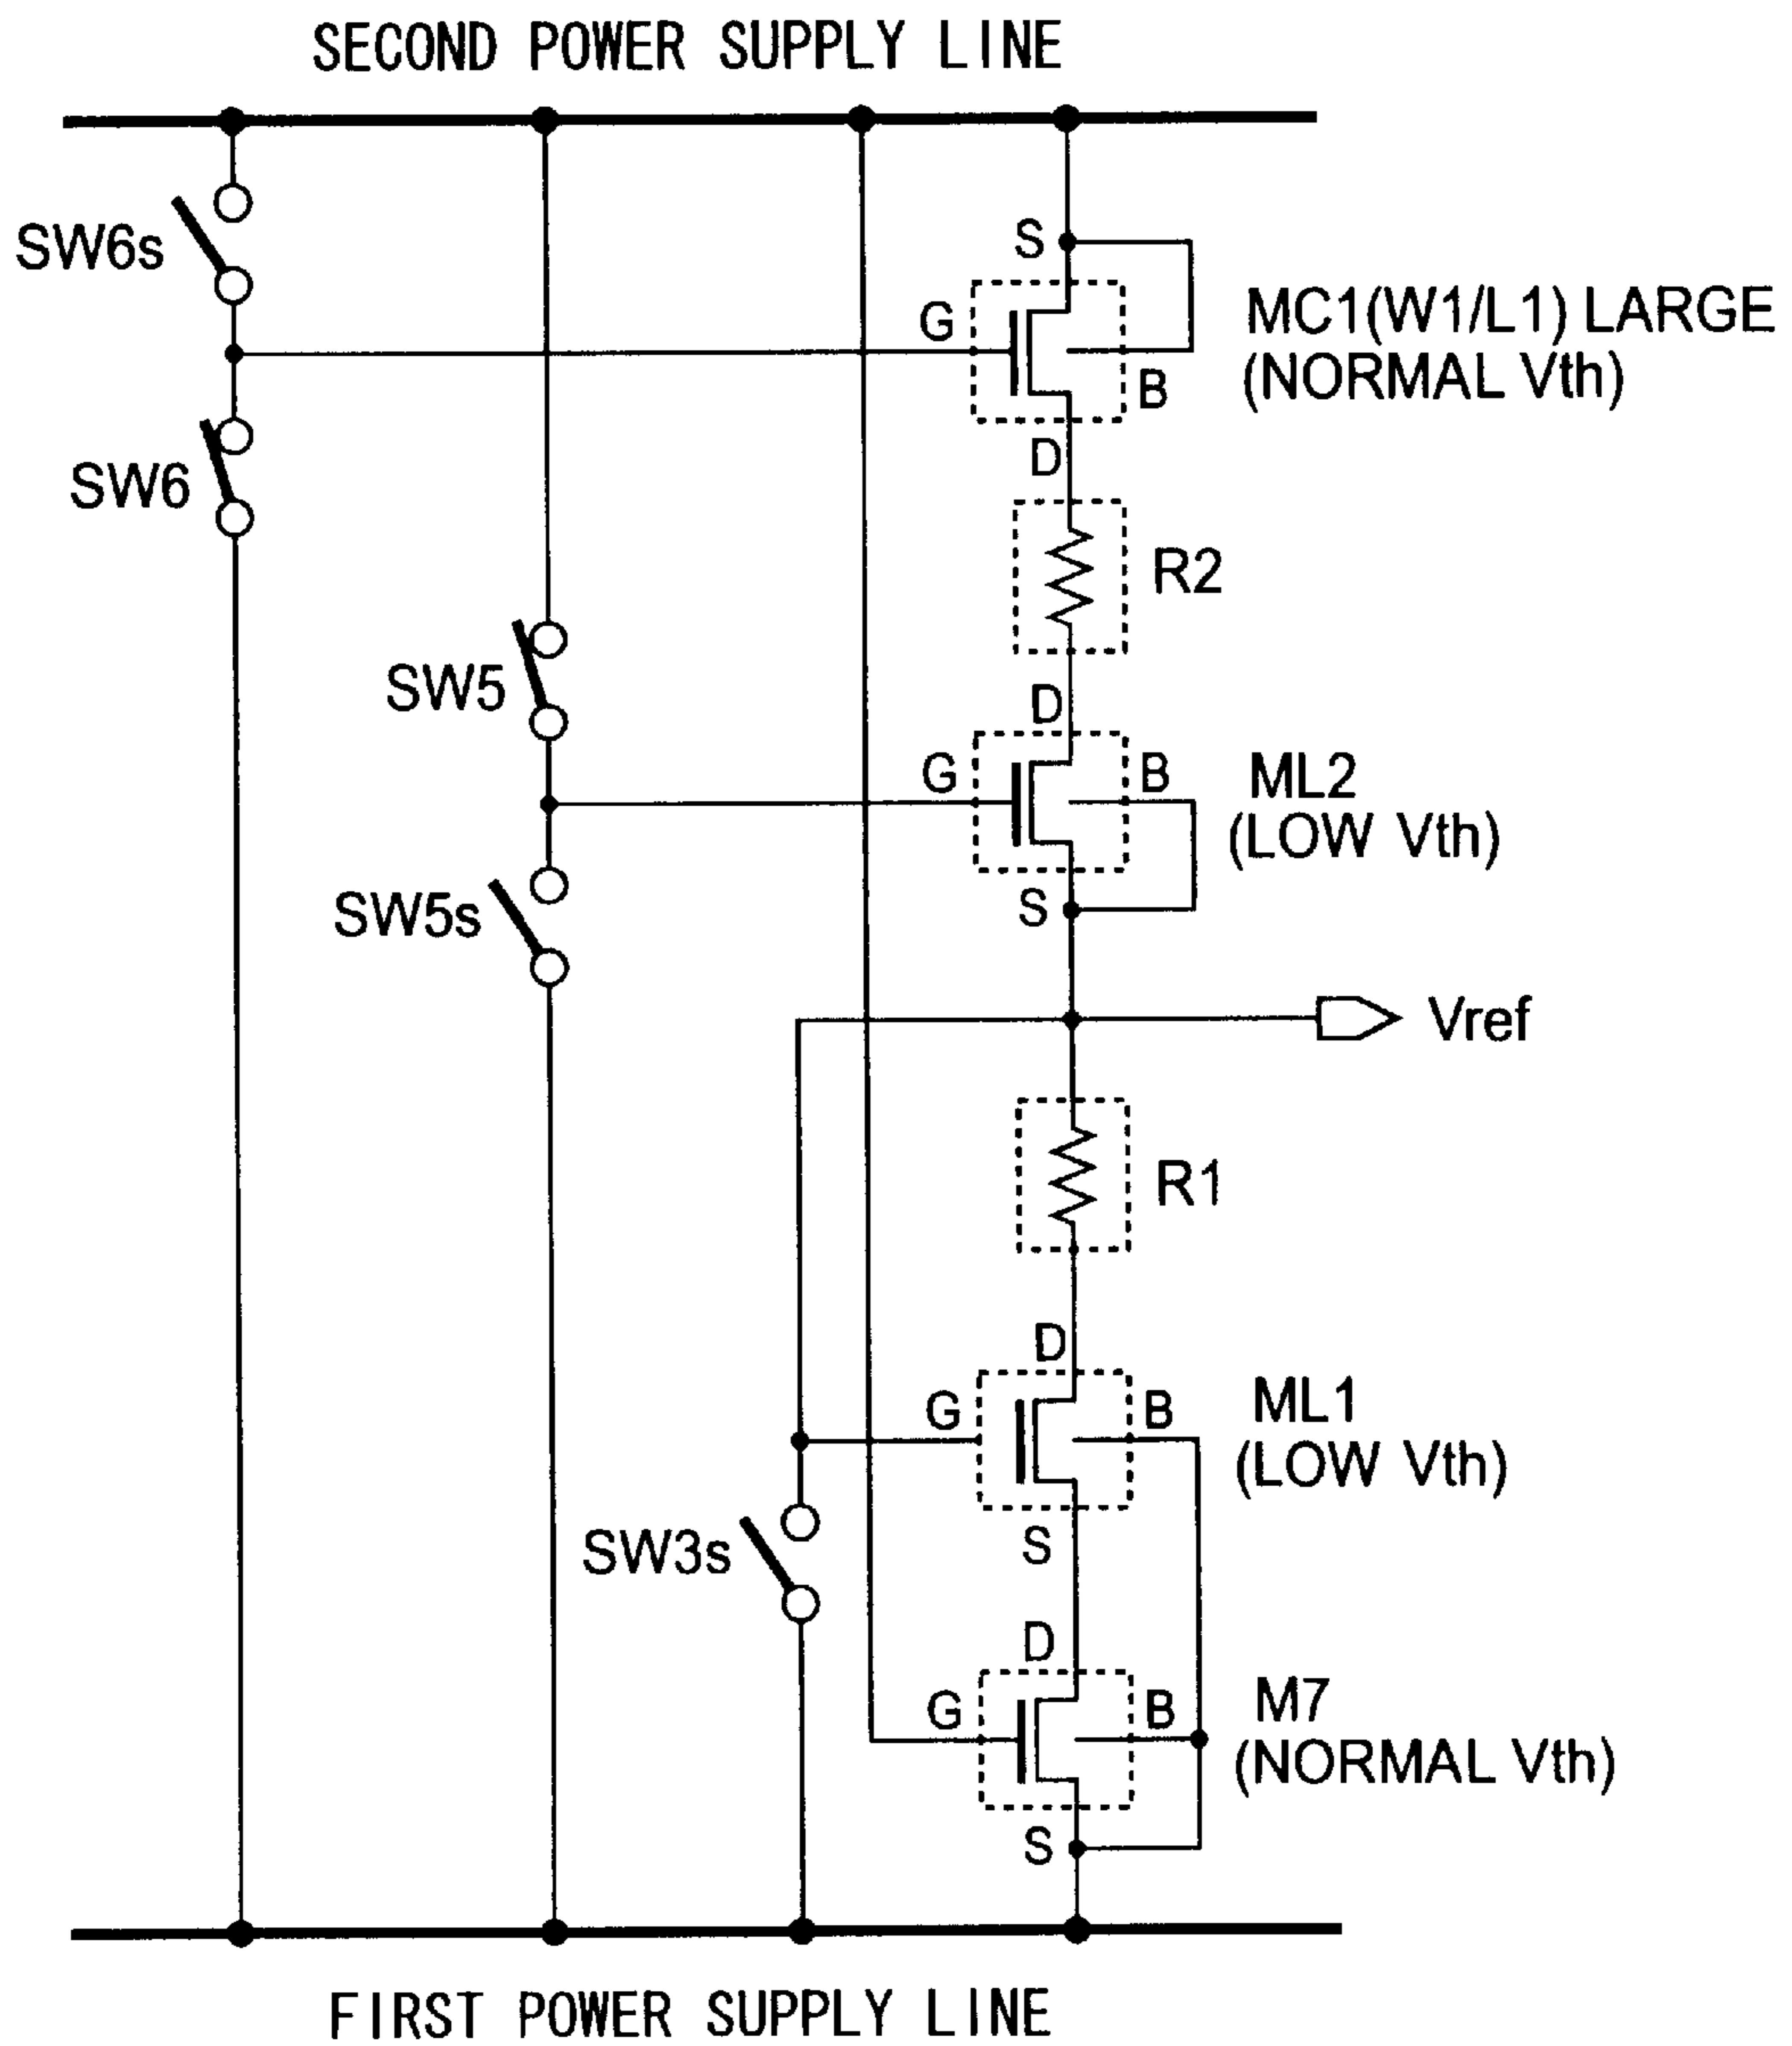 SECOND POWER SUPPLY LINE
SW6s
S
G
MC1(W1/L1) LARGE
(NORMAL Vth)
B
D
SW6
R2
SW5
D
G
B
ML2
(LOW Vth)
SW5s
S
Vref
R1
D
G
B
ML1
(LOW Vth)
SW3s
S
D
G
B
M7
(NORMAL Vth)
S
FIRST POWER SUPPLY LINE